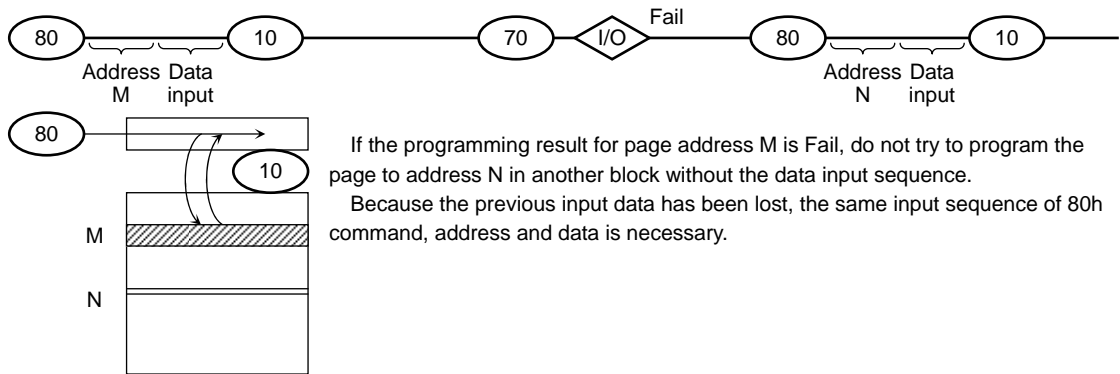 Fail
80 10 70 I/O 80 10
Address Data Address Data
M input N input
80
10
M
N
If the programming result for page address M is Fail, do not try to program the
page to address N in another block without the data input sequence.
Because the previous input data has been lost, the same input sequence of 80h
command, address and data is necessary.